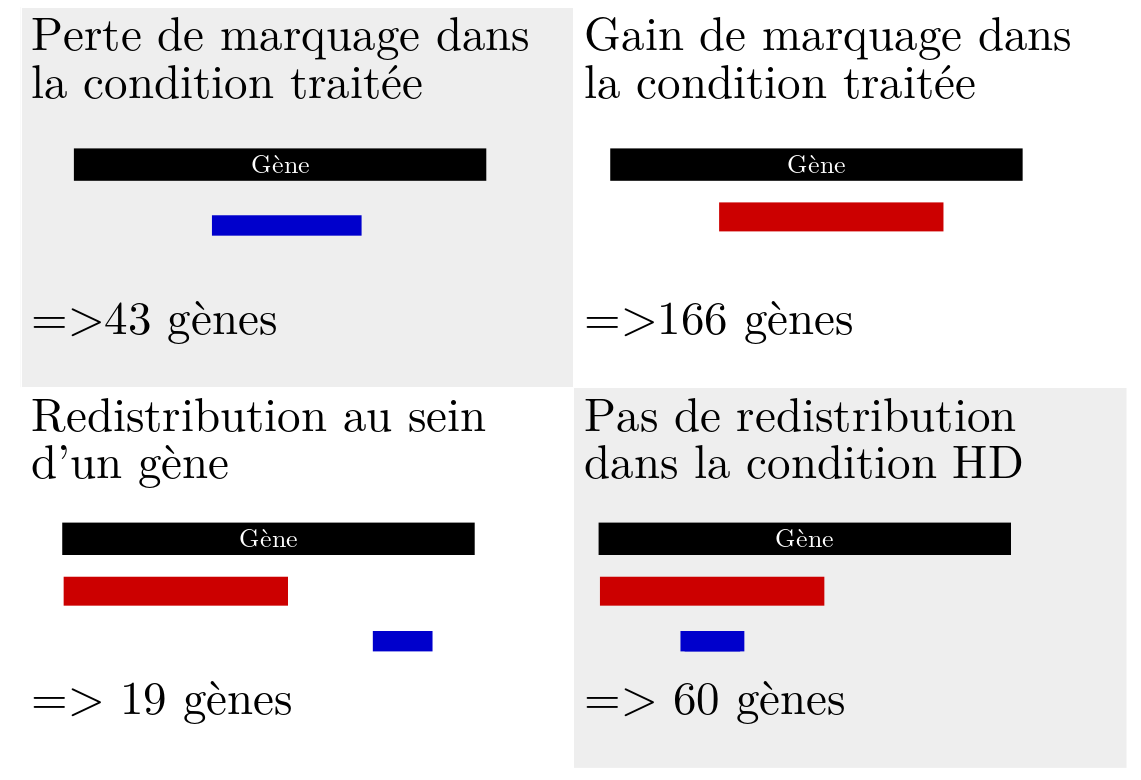 Perte de marquage dans
la condition traitée
Gène
=>43 gènes
Gain de marquage dans
la condition traitée
Gène
=>166 gènes
Redistribution au sein
d'un gène
Gène
=> 19 gènes
Pas de redistribution
dans la condition HD
Gène
=> 60 gènes